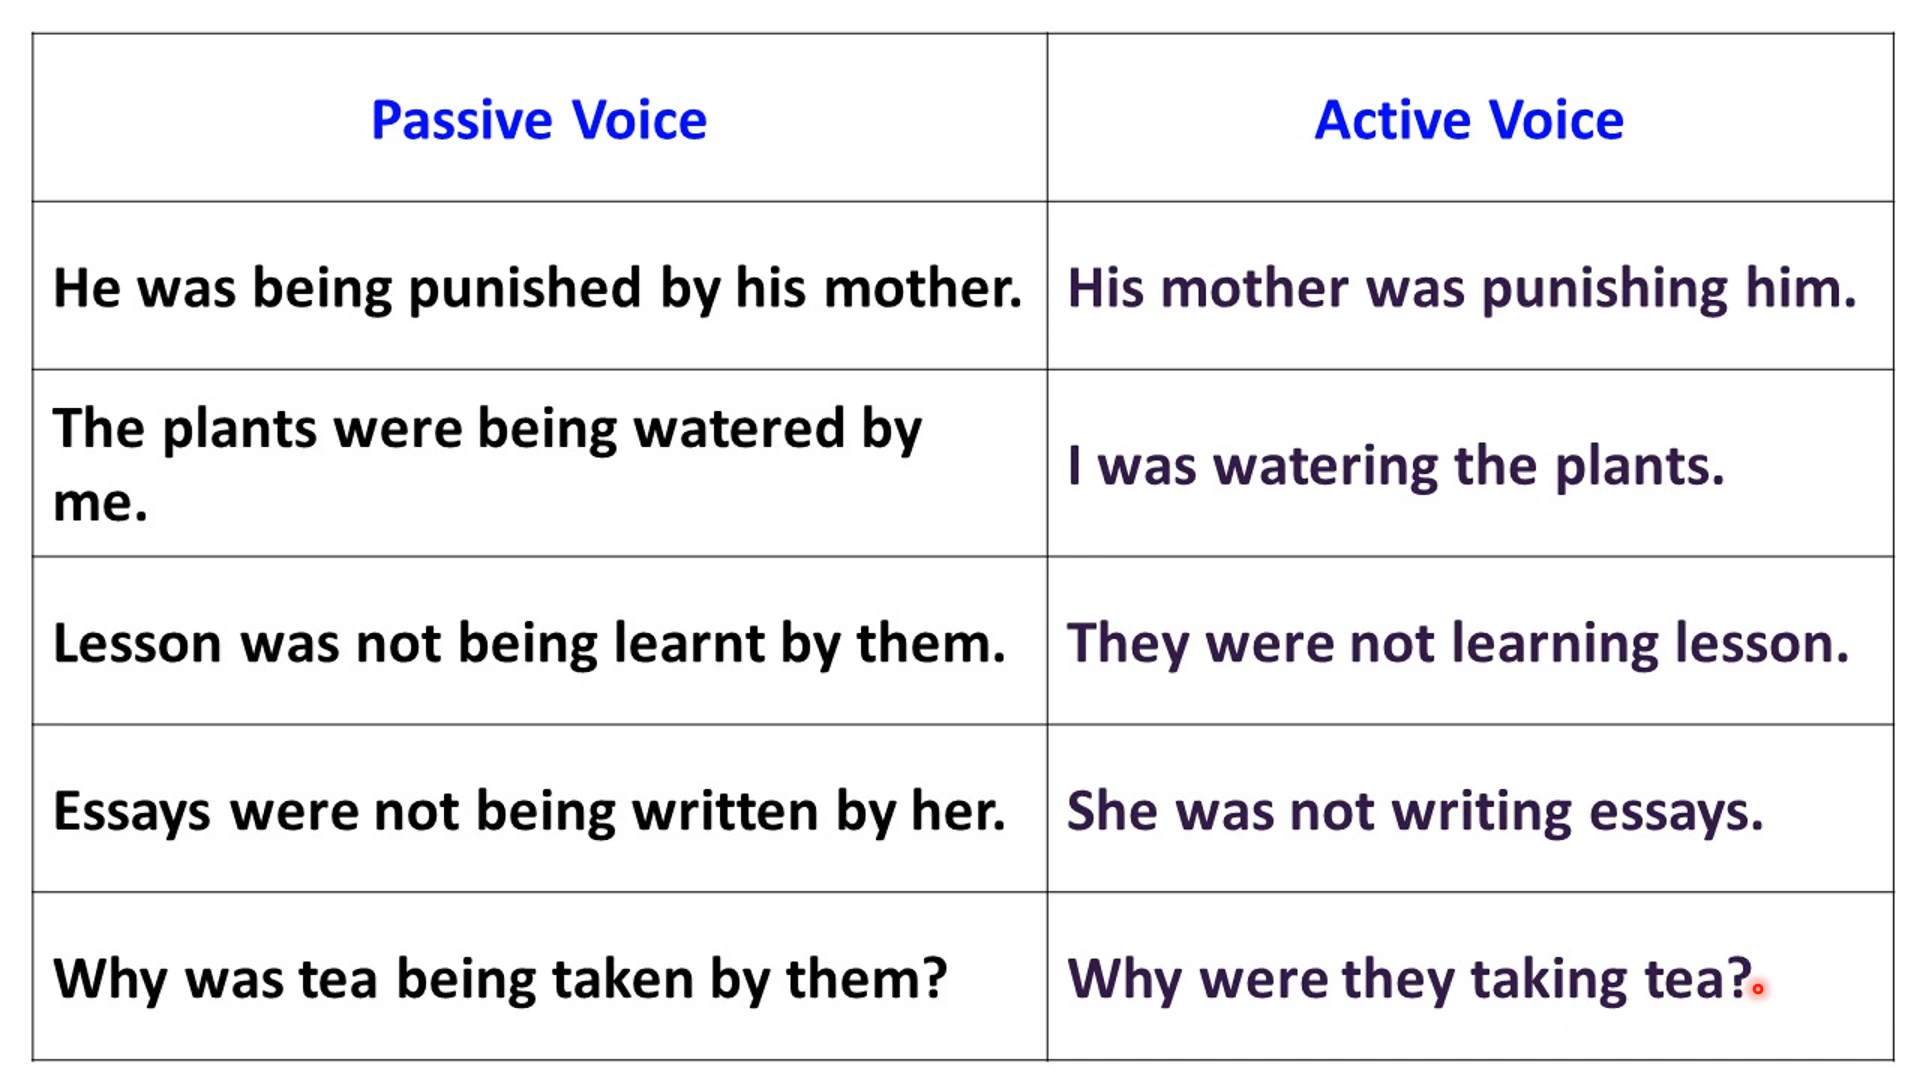 Passive Voice
Active Voice
He was being punished by his mother.
His mother was punishing him.
The plants were being watered by
me.
I was watering the plants.
Lesson was not being learnt by them.
They were not learning lesson.
Essays were not being written by her.
She was not writing essays.
Why was tea being taken by them?
Why were they taking tea?